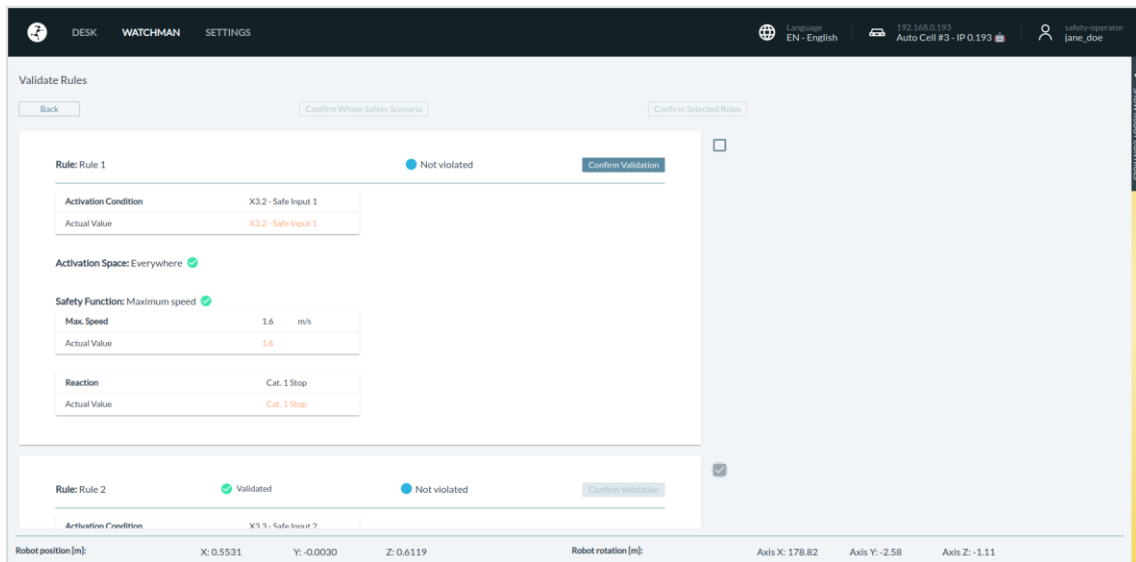 DESK WATCHMAN SETTINGS Language EN - English 192.168.0.193 Auto Cell #3 - IP 0.193 safety-operator jane_doe
Validate Rules
Back Confirm Whole Safety Scenario Confirm Selected Rules
Rule: Rule 1 Not violated Confirm Validation
Activation Condition X3.2 - Safe Input 1
Actual Value X3.2 - Safe Input 1
Activation Space: Everywhere
Safety Function: Maximum speed
Max. Speed 1.6 m/s
Actual Value 1.6
Reaction Cat. 1 Stop
Actual Value Cat. 1 Stop
Rule: Rule 2 Validated Not violated Confirm Validation
Activation Condition X3.3 - Safe Input 2
Robot position [m]: X: 0.5531 Y: -0.0030 Z: 0.6119 Robot rotation [m]: Axis X: 178.82 Axis Y: -2.58 Axis Z: -1.11